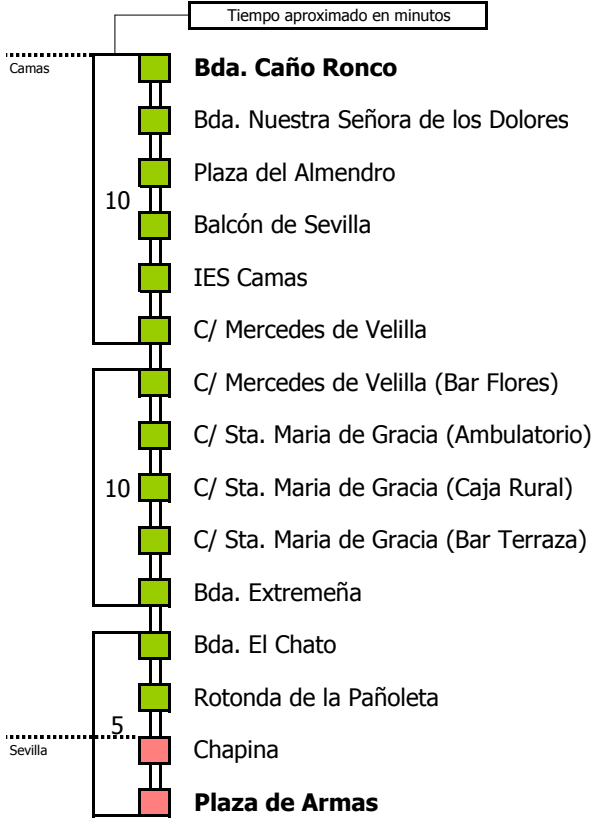 Tiempo aproximado en minutos
Camas
Bda. Caño Ronco
Bda. Nuestra Señora de los Dolores
Plaza del Almendro
10
Balcón de Sevilla
IES Camas
C/ Mercedes de Velilla
C/ Mercedes de Velilla (Bar Flores)
C/ Sta. Maria de Gracia (Ambulatorio)
10
C/ Sta. Maria de Gracia (Caja Rural)
C/ Sta. Maria de Gracia (Bar Terraza)
Bda. Extremeña
Bda. El Chato
Rotonda de la Pañoleta
5
Sevilla
Chapina
Plaza de Armas